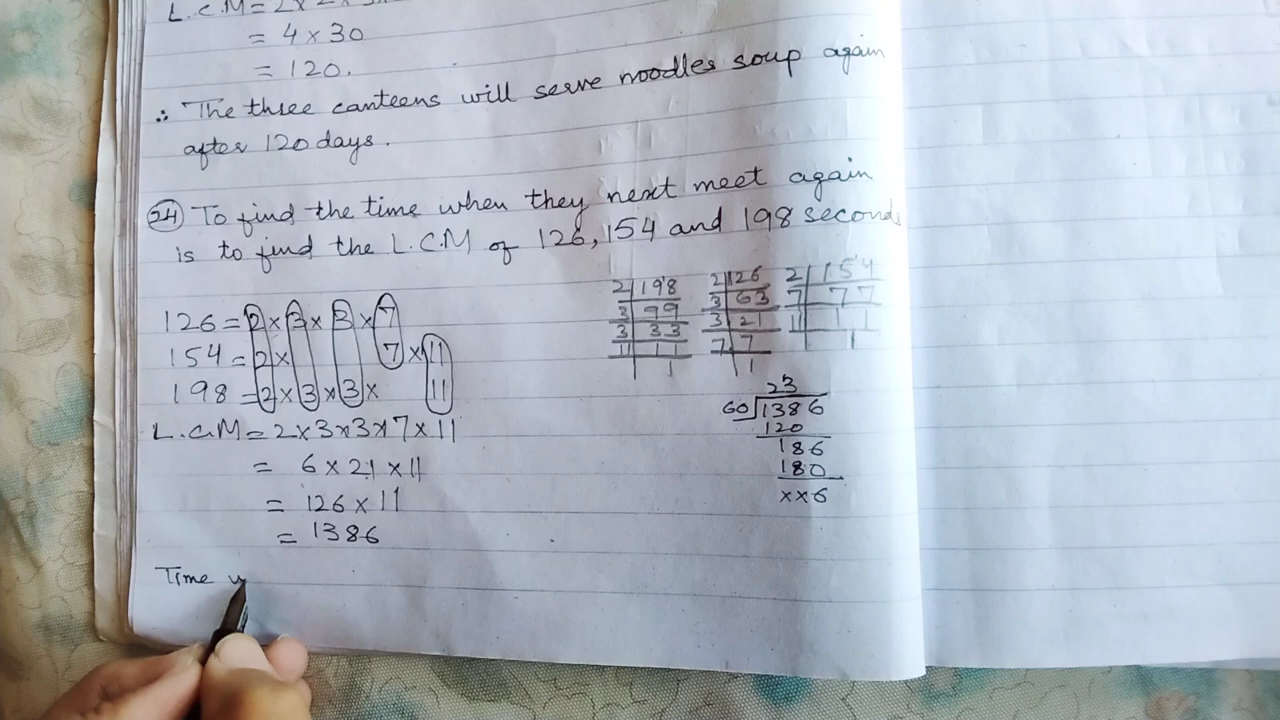 L.C.M = 2 x 2 x 3 x
= 4 x 30
= 120.
∴ The three canteens will serve noodles soup again
after 120 days.
24 To find the time when they next meet again
is to find the L.C.M of 126, 154 and 198 seconds
2 198
3 99
3 33
11 11
1
2 126
3 63
3 21
7 7
1
2 154
7 77
11 11
1
126 = 2 x 3 x 3 x 7
154 = 2 x 7 x 11
198 = 2 x 3 x 3 x 11
L.C.M = 2 x 3 x 3 x 7 x 11
= 6 x 21 x 11
= 126 x 11
= 1386
23
60 1386
120
186
180
xx6
Time w